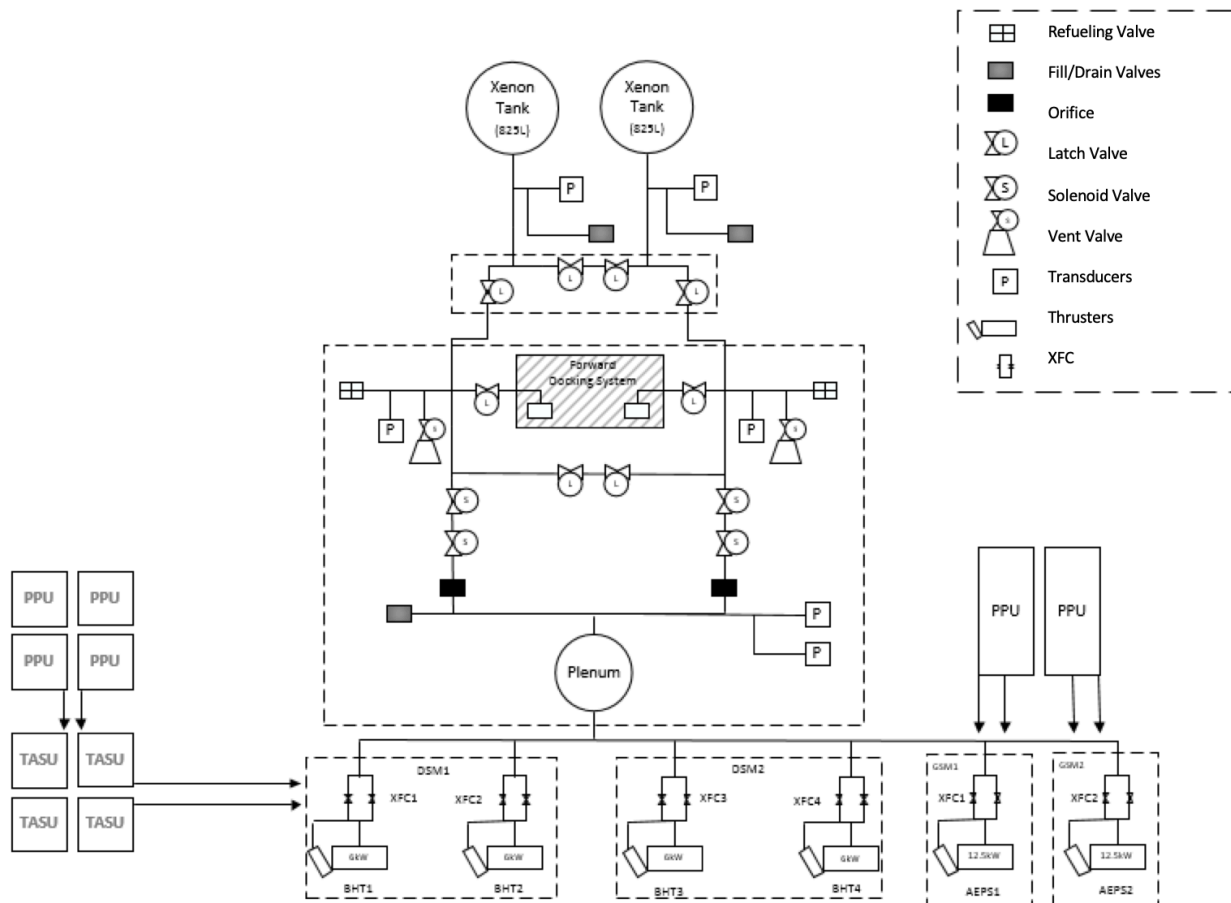 Refueling Valve
Fill/Drain Valves
Orifice
L
Latch Valve
S
Solenoid Valve
S
Vent Valve
P
Transducers
Thrusters
XFC
Xenon
Tank
(825L)
Xenon
Tank
(825L)
P
P
L
L
L
L
Forward
Docking System
L
L
P
S
P
S
L
L
S
S
S
S
P
P
Plenum
PPU
PPU
PPU
PPU
TASU
TASU
TASU
TASU
PPU
PPU
DSM1
XFC1
XFC2
6kW
6kW
BHT1
BHT2
DSM2
XFC3
XFC4
6kW
6kW
BHT3
BHT4
GSM1
XFC1
12.5kW
AEPS1
GSM2
XFC2
12.5kW
AEPS2